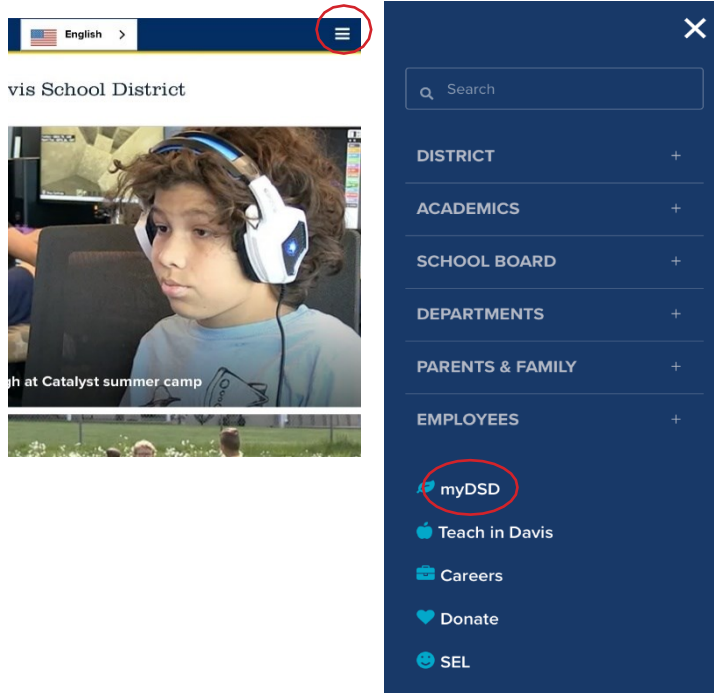 English
vis School District
gh at Catalyst summer camp
Search
DISTRICT
ACADEMICS
SCHOOL BOARD
DEPARTMENTS
PARENTS & FAMILY
EMPLOYEES
myDSD
Teach in Davis
Careers
Donate
SEL